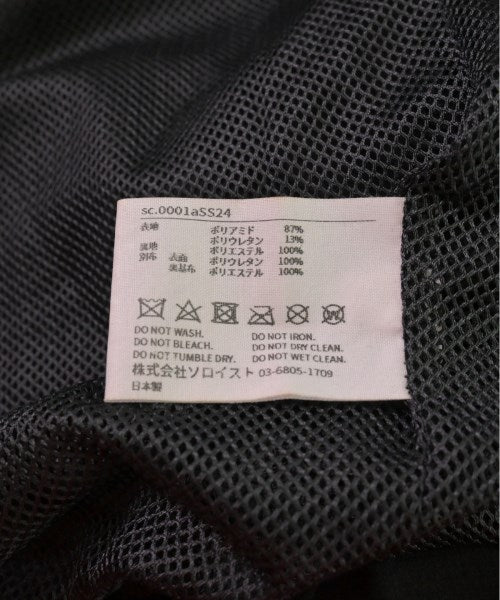 sc.0001aSS24
表地 ポリアミド 87%
ポリウレタン 13%
裏地 ポリエステル 100%
別布 表面 ポリウレタン 100%
裏基布 ポリエステル 100%
DO NOT WASH. DO NOT IRON.
DO NOT BLEACH. DO NOT DRY CLEAN.
DO NOT TUMBLE DRY. DO NOT WET CLEAN.
株式会社ソロイスト 03-6805-1709
日本製